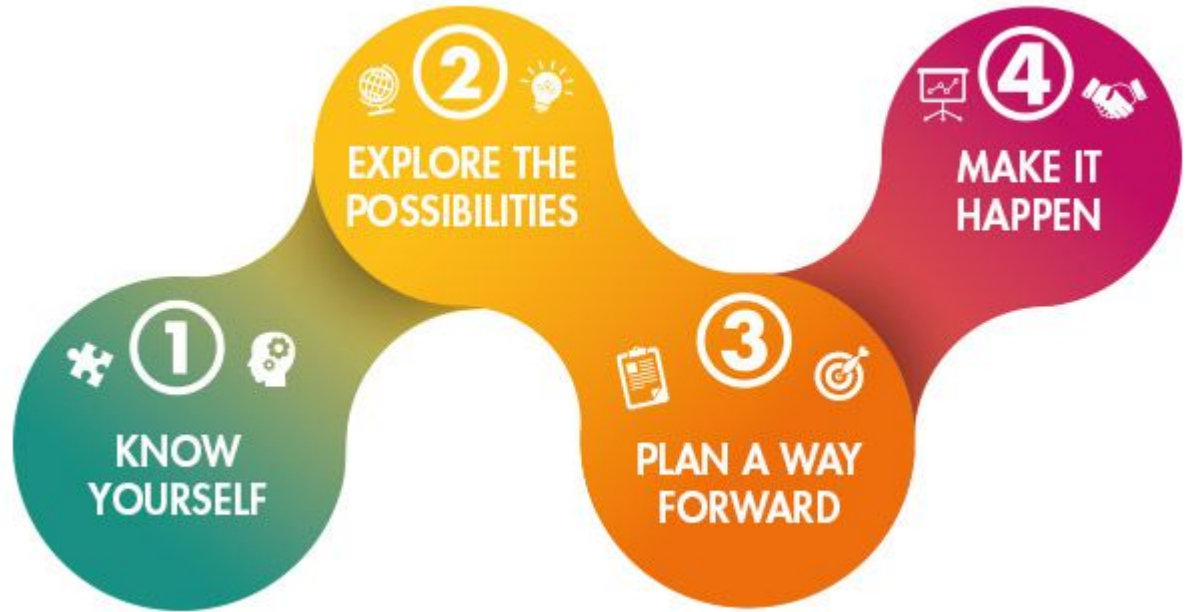 1
KNOW
YOURSELF
2
EXPLORE THE
POSSIBILITIES
3
PLAN A WAY
FORWARD
4
MAKE IT
HAPPEN